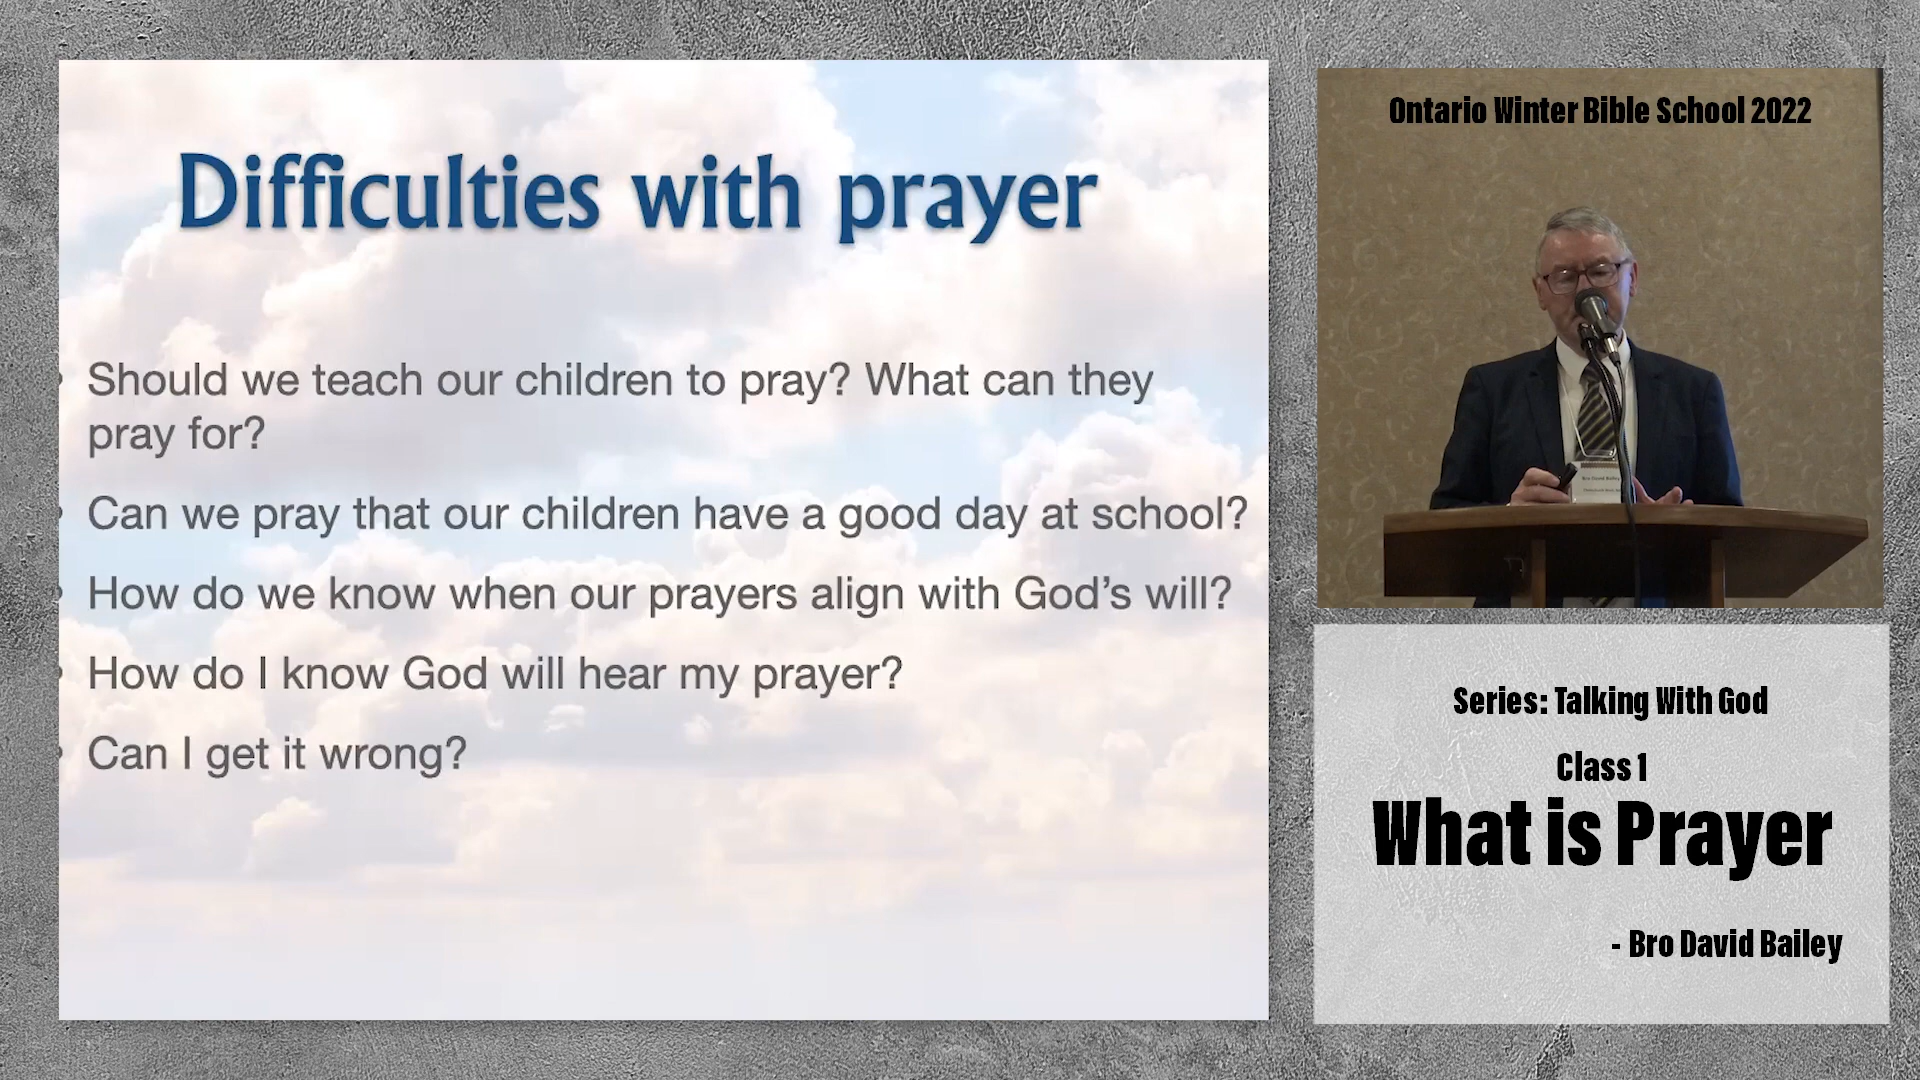 Difficulties with prayer
• Should we teach our children to pray? What can they
pray for?
• Can we pray that our children have a good day at school?
• How do we know when our prayers align with God’s will?
• How do I know God will hear my prayer?
• Can I get it wrong?
Ontario Winter Bible School 2022
Bro David Bailey
Series: Talking With God
Class 1
What is Prayer
- Bro David Bailey